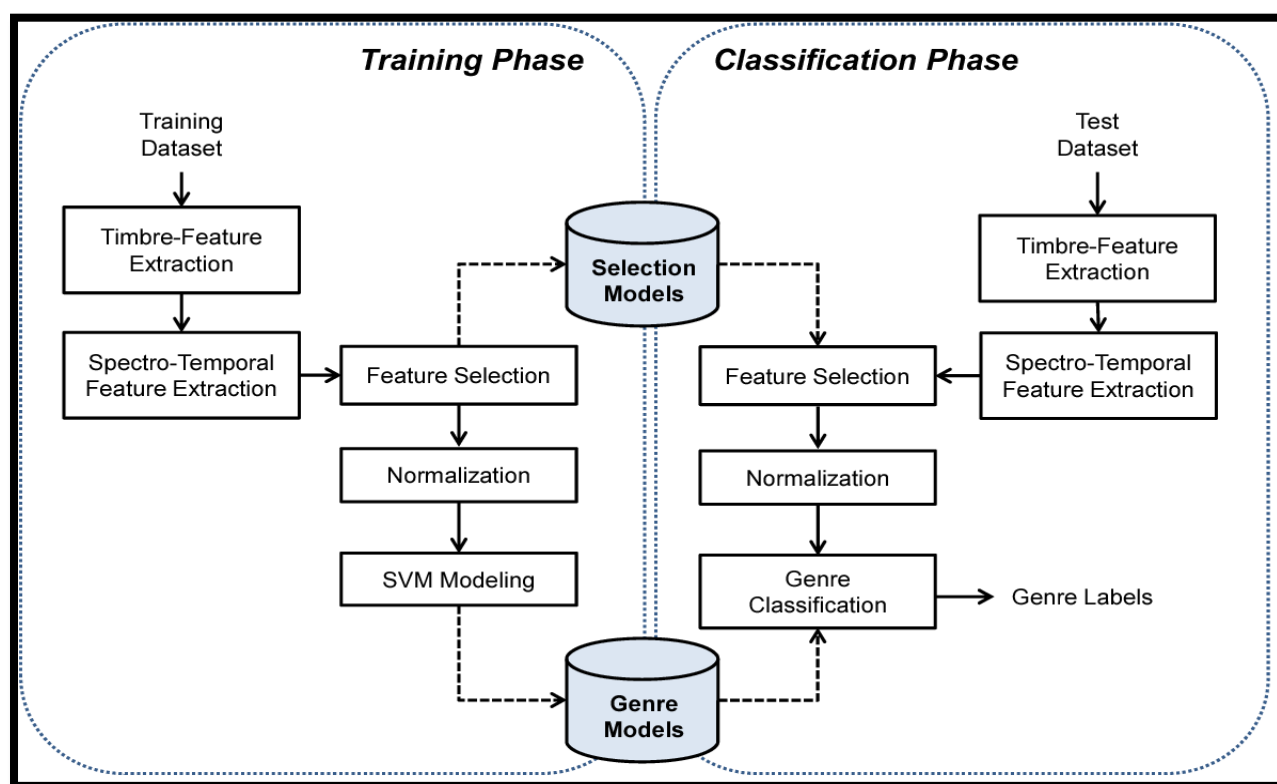 Training Phase
Training
Dataset
Timbre-Feature
Extraction
Spectro-Temporal
Feature Extraction
Feature Selection
Normalization
SVM Modeling
Selection
Models
Genre
Models
Classification Phase
Test
Dataset
Timbre-Feature
Extraction
Spectro-Temporal
Feature Extraction
Feature Selection
Normalization
Genre
Classification
Genre Labels